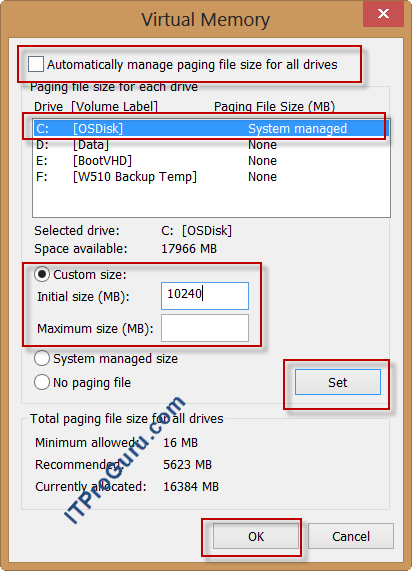 Virtual Memory
Automatically manage paging file size for all drives
Paging file size for each drive
Drive [Volume Label] Paging File Size (MB)
C: [OSDisk] System managed
D: [Data] None
E: [BootVHD] None
F: [W510 Backup Temp] None
Selected drive: C: [OSDisk]
Space available: 17966 MB
Custom size:
Initial size (MB): 10240
Maximum size (MB):
System managed size
No paging file
Set
Total paging file size for all drives
Minimum allowed: 16 MB
Recommended: 5623 MB
Currently allocated: 16384 MB
ITProGuru.com
OK Cancel